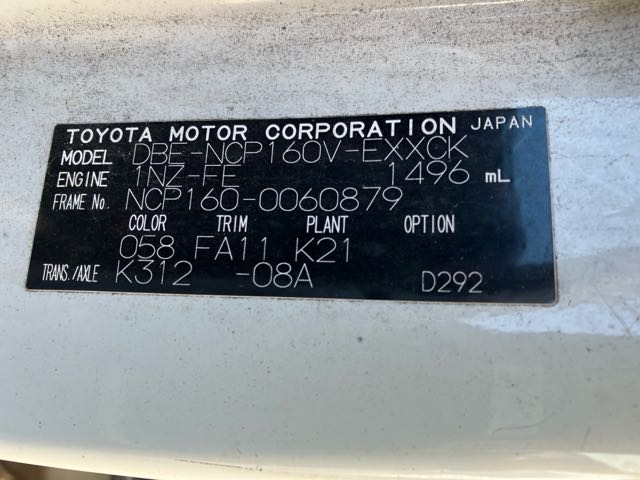 TOYOTA MOTOR CORPORATION JAPAN
MODEL DBE-NCP160V-EXXCK
ENGINE 1NZ-FE 1496 mL
FRAME No. NCP160-0060879
COLOR TRIM PLANT OPTION
058 FA11 K21
TRANS./AXLE K312 -08A D292